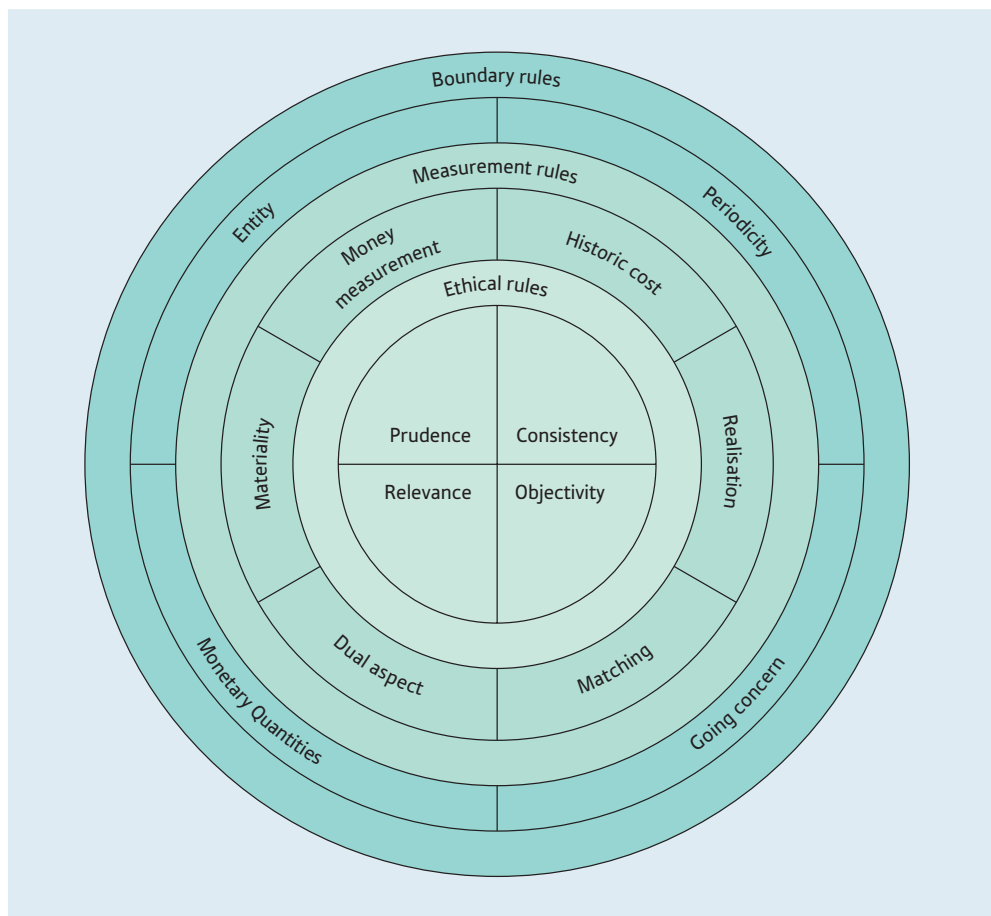 Boundary rules
Entity
Periodicity
Monetary Quantities
Going concern
Measurement rules
Money
measurement
Historic cost
Materiality
Realisation
Dual aspect
Matching
Ethical rules
Prudence
Consistency
Relevance
Objectivity